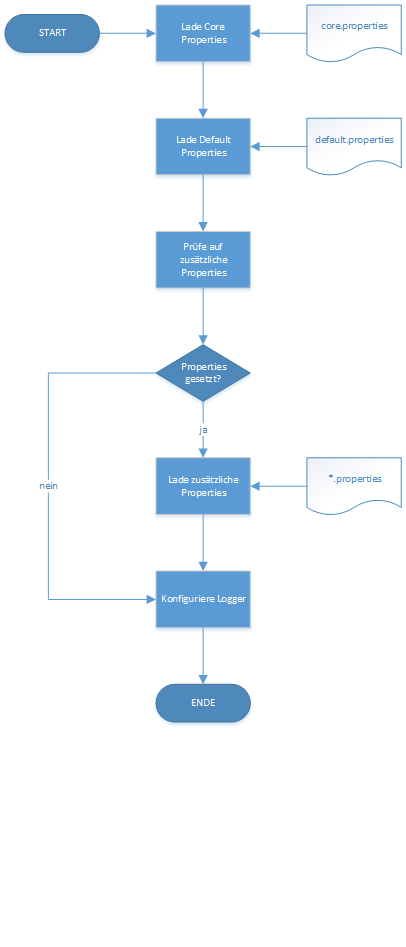 START
Lade Core
Properties
core.properties
Lade Default
Properties
default.properties
Prüfe auf
zusätzliche
Properties
Properties
gesetzt?
ja
nein
Lade zusätzliche
Properties
*.properties
Konfiguriere Logger
ENDE